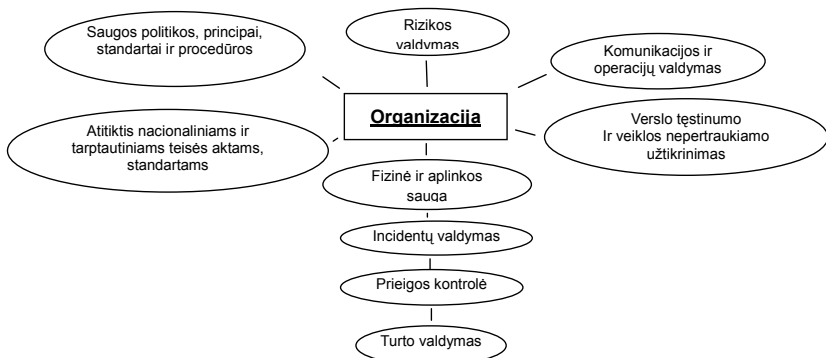 Saugos politikos, principai,
standartai ir procedūros
Rizikos
valdymas
Komunikacijos ir
operacijų valdymas
Organizacija
Atitiktis nacionaliniams ir
tarptautiniams teisės aktams,
standartams
Verslo tęstinumo
Ir veiklos nepertraukiamo
užtikrinimas
Fizinė ir aplinkos
sauga
Incidentų valdymas
Prieigos kontrolė
Turto valdymas